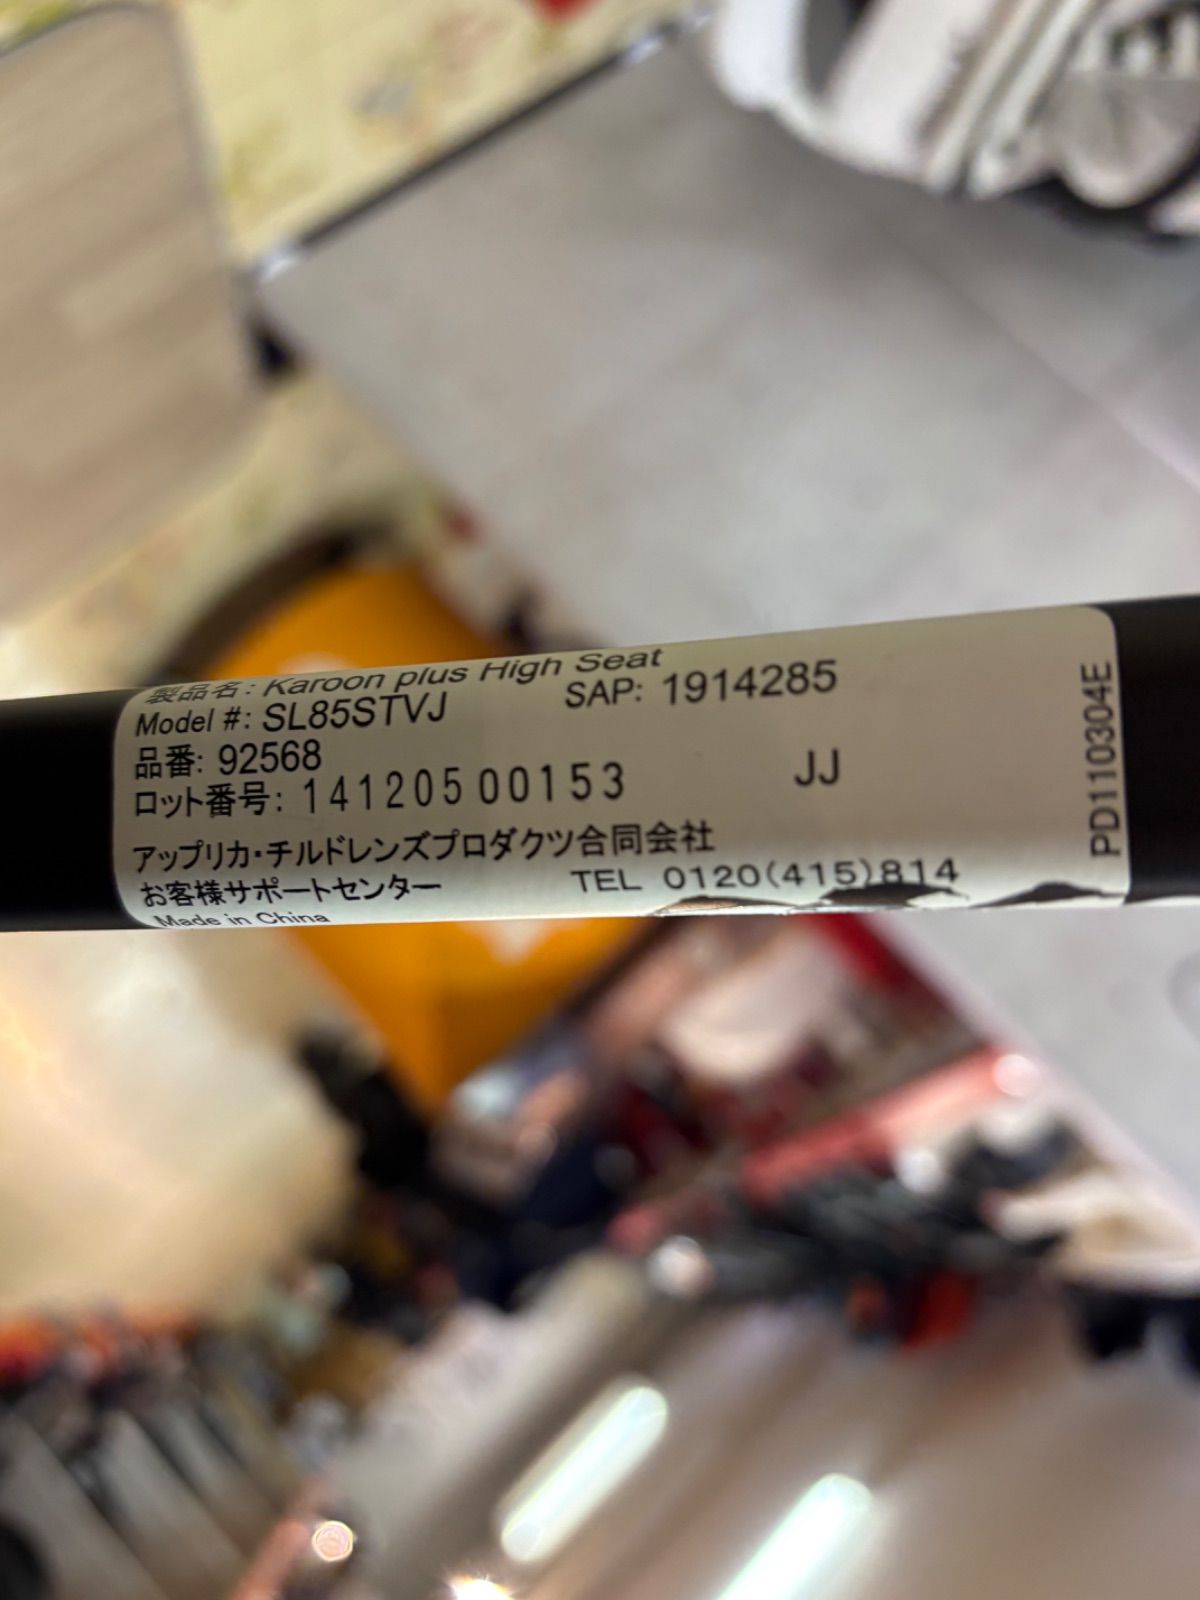 製品名: Karoon plus High Seat
Model #: SL85STVJ SAP: 1914285
品番: 92568
ロット番号: 14120500153 JJ
アップリカ・チルドレンズプロダクツ合同会社
お客様サポートセンター TEL 0120(415)814
Made in China
PD110304E